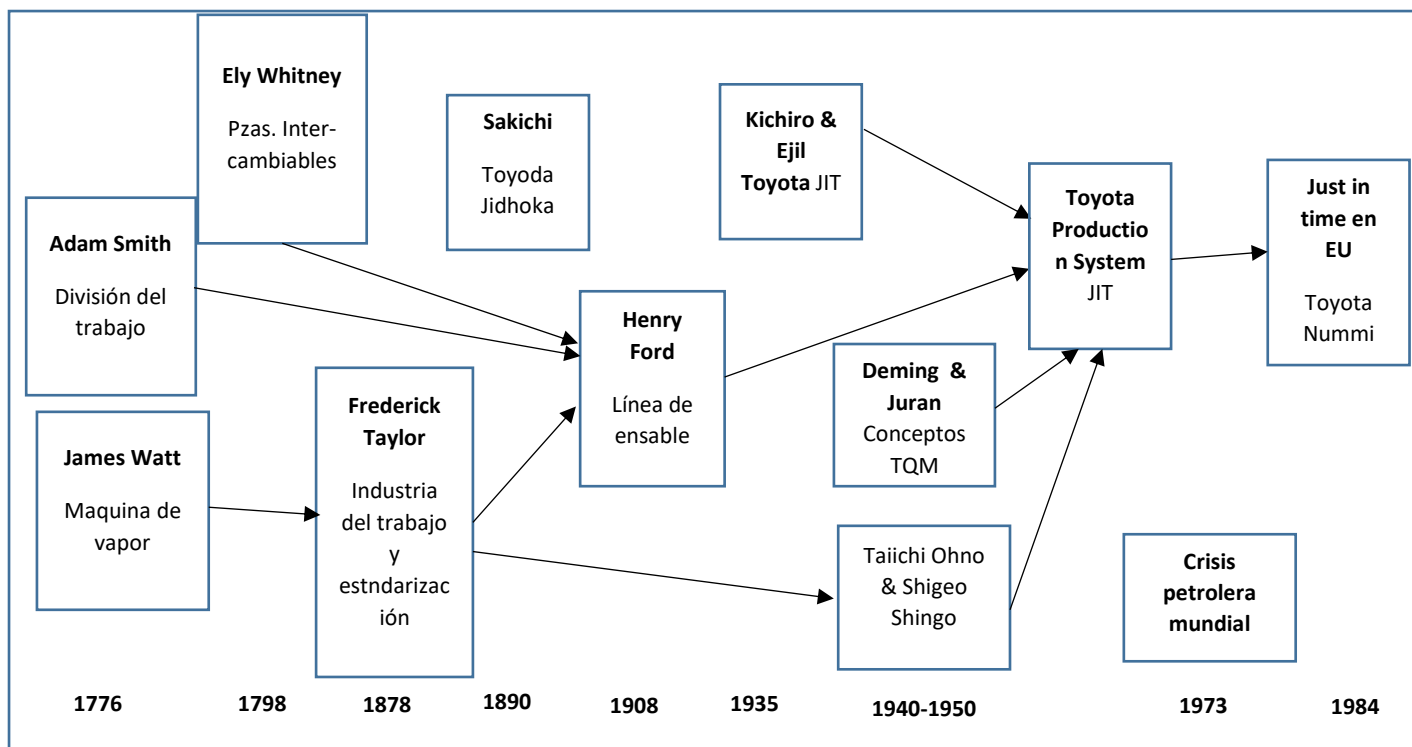 Ely Whitney
Pzas. Inter-
cambiables
Adam Smith
División del
trabajo
James Watt
Maquina de
vapor
Frederick
Taylor
Industria
del trabajo
y
estndarizac
ión
Sakichi
Toyoda
Jidhoka
Henry
Ford
Línea de
ensable
Kichiro &
Ejil
Toyota JIT
Deming & 
Juran
Conceptos
TQM
Taiichi Ohno
& Shigeo
Shingo
Toyota
Productio
n System
JIT
Crisis
petrolera
mundial
Just in
time en
EU
Toyota
Nummi
1776
1798
1878
1890
1908
1935
1940-1950
1973
1984